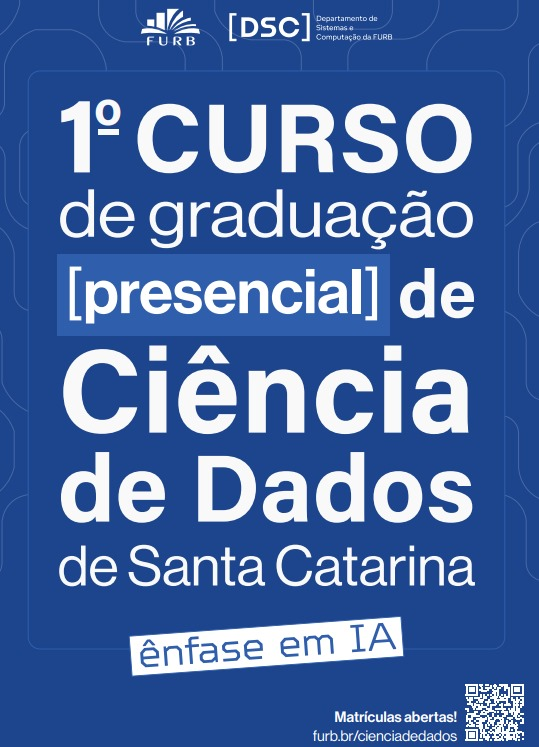 FURB
[DSC]
Departamento de
Sistemas e
Computação da FURB
1º CURSO
de graduação
[presencial] de
Ciência
de Dados
de Santa Catarina
ênfase em IA
Matrículas abertas!
furb.br/cienciadedados